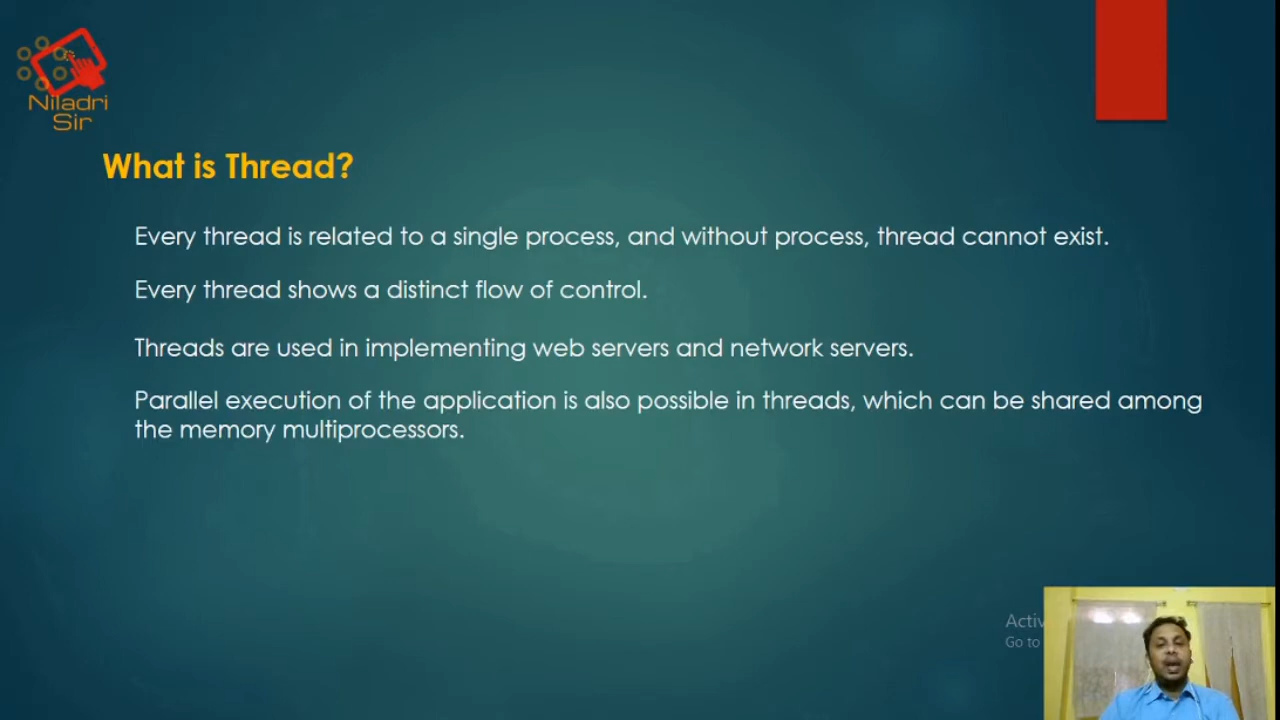 Niladri
Sir
What is Thread?
Every thread is related to a single process, and without process, thread cannot exist.
Every thread shows a distinct flow of control.
Threads are used in implementing web servers and network servers.
Parallel execution of the application is also possible in threads, which can be shared among
the memory multiprocessors.
Activ
Go to